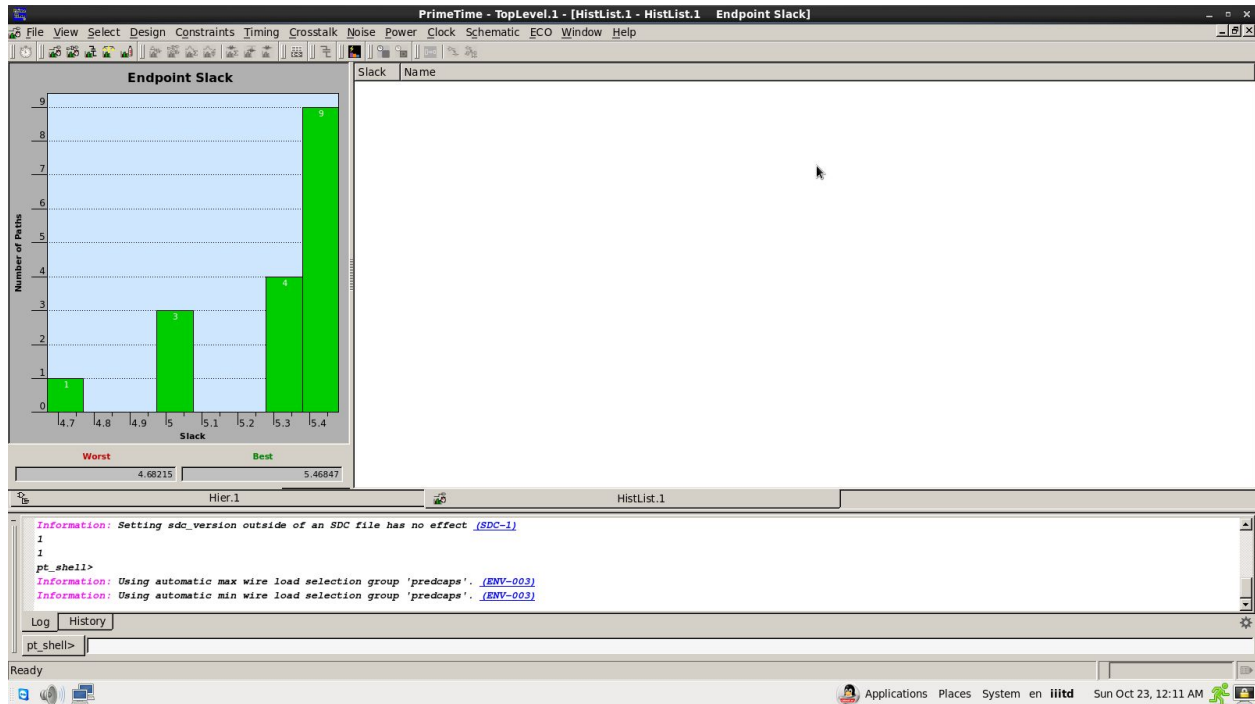 PrimeTime - TopLevel.1 - [HistList.1 - HistList.1 Endpoint Slack]
File View Select Design Constraints Timing Crosstalk Noise Power Clock Schematic ECO Window Help
Endpoint Slack
Slack Name
9
8
7
6
5
4
3
2
1
0
Number of Paths
1
3
4
9
4.7 4.8 4.9 5 5.1 5.2 5.3 5.4
Slack
Worst Best
4.68215 5.46847
Hier.1 HistList.1
Information: Setting sdc_version outside of an SDC file has no effect (SDC-1)
1
1
pt_shell>
Information: Using automatic max wire load selection group 'predcaps'. (ENV-003)
Information: Using automatic min wire load selection group 'predcaps'. (ENV-003)
Log History
pt_shell>
Ready
Applications Places System en iiitd Sun Oct 23, 12:11 AM